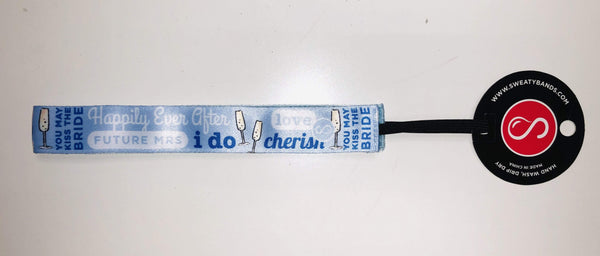 YOU MAY
KISS THE
BRIDE
Happily Ever After
FUTURE MRS
i do
love
cherish
YOU MAY
KISS THE
BRIDE
WWW.SWEATYBANDS.COM
HAND WASH, DRIP DRY
MADE IN CHINA